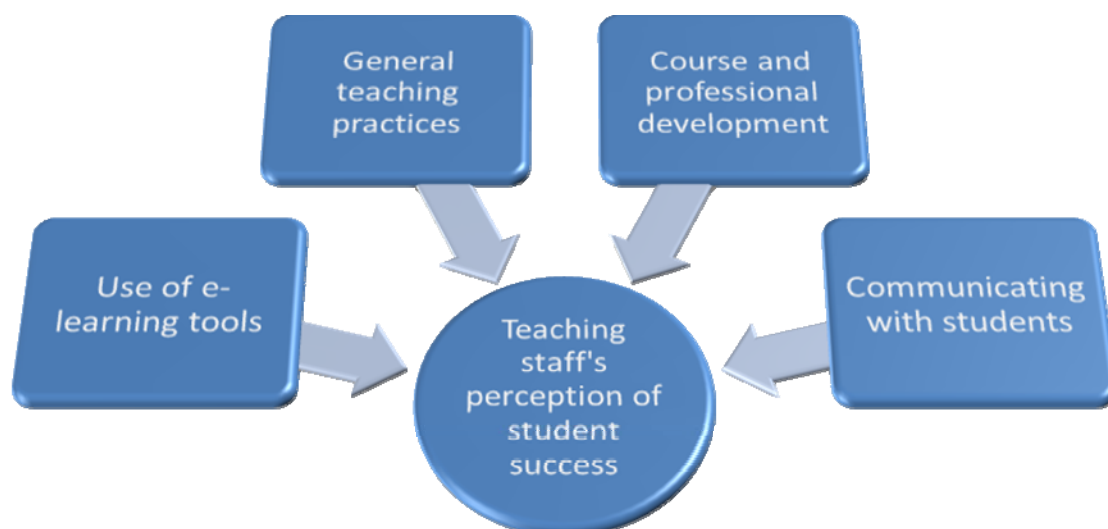 General
teaching
practices
Course and
professional
development
Use of e-
learning tools
Communicating
with students
Teaching
staff's
perception of
student
success